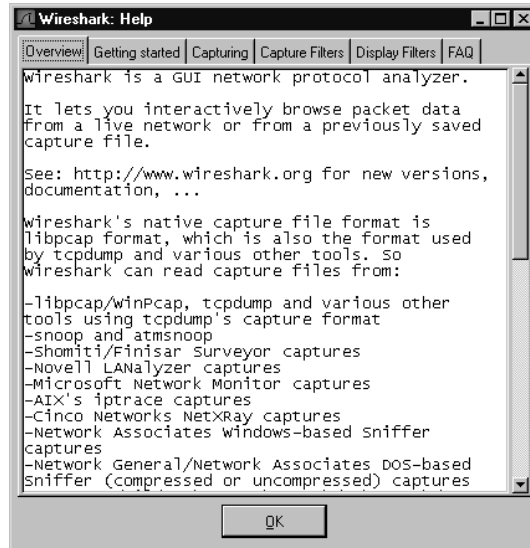 Wireshark: Help
Overview Getting started Capturing Capture Filters Display Filters FAQ
Wireshark is a GUI network protocol analyzer.
It lets you interactively browse packet data
from a live network or from a previously saved
capture file.
See: http://www.wireshark.org for new versions,
documentation, ...
Wireshark's native capture file format is
libpcap format, which is also the format used
by tcpdump and various other tools. So
Wireshark can read capture files from:
-libpcap/WinPcap, tcpdump and various other
tools using tcpdump's capture format
-snoop and atmsnoop
-Shomiti/Finisar Surveyor captures
-Novell LANalyzer captures
-Microsoft Network Monitor captures
-AIX's iptrace captures
-Cinco Networks NetXRay captures
-Network Associates Windows-based Sniffer
captures
-Network General/Network Associates DOS-based
Sniffer (compressed or uncompressed) captures
OK